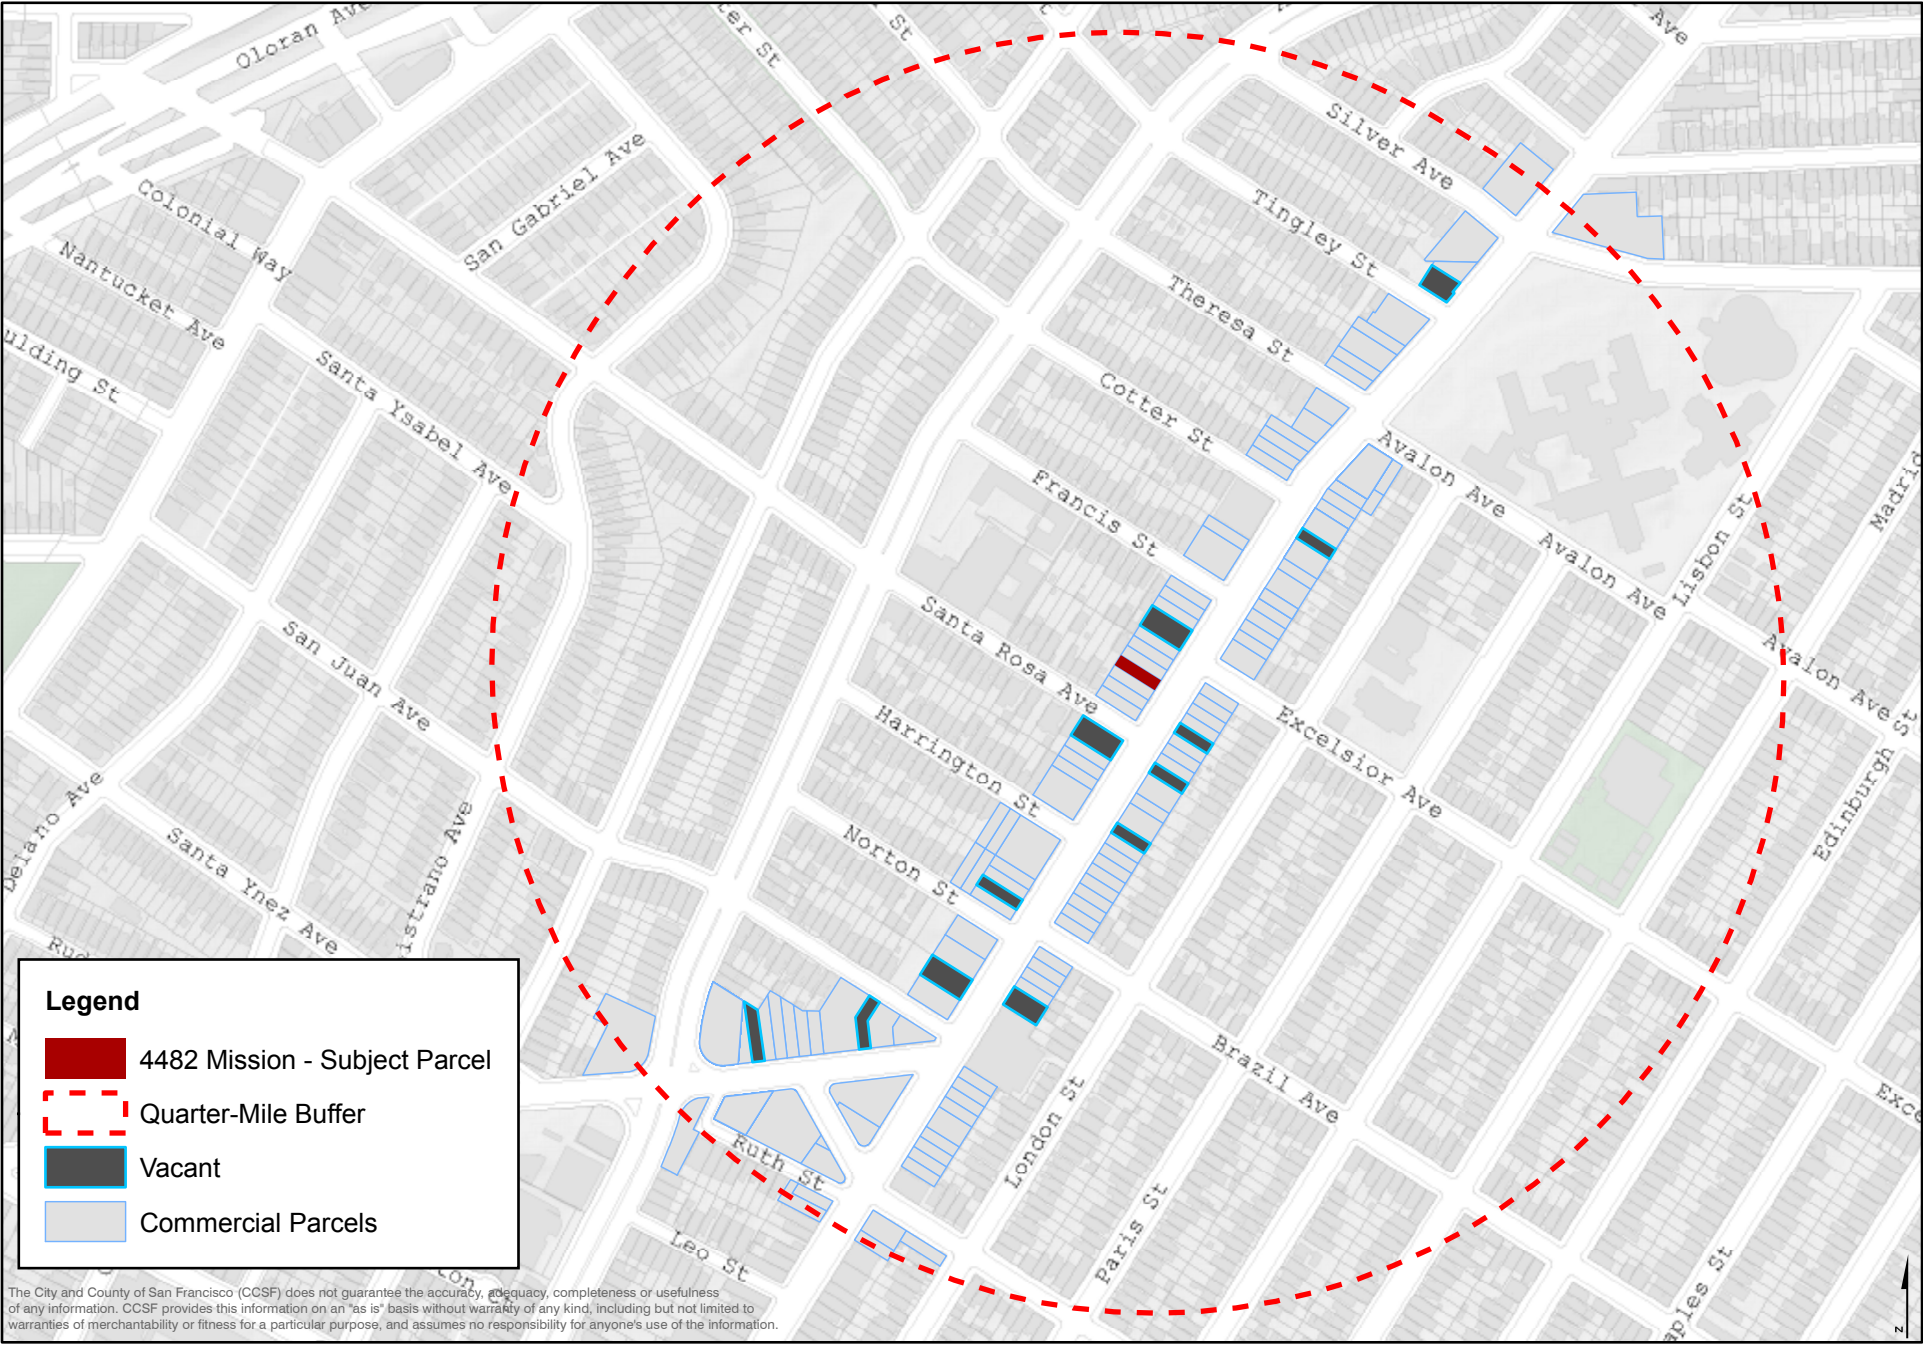 Oloran Ave
Ave
Silver Ave
San Gabriel Ave
Colonial Way
Tingley St
Nantucket Ave
Theresa St
ulding St
Santa Ysabel Ave
Cotter St
Avalon Ave
Madrid
Francis St
Lisbon St
Avalon Ave
Santa Rosa Ave
San Juan Ave
Avalon Ave
Harrington St
Excelsior Ave
Edinburgh St
Delano Ave
Santa Ynez Ave
istrano Ave
Norton St
Brazil Ave
Ruth St
London St
Paris St
Leo St
aples St
Legend
4482 Mission - Subject Parcel
Quarter-Mile Buffer
Vacant
Commercial Parcels
The City and County of San Francisco (CCSF) does not guarantee the accuracy, adequacy, completeness or usefulness
of any information. CCSF provides this information on an "as is" basis without warranty of any kind, including but not limited to
warranties of merchantability or fitness for a particular purpose, and assumes no responsibility for anyone's use of the information.
z